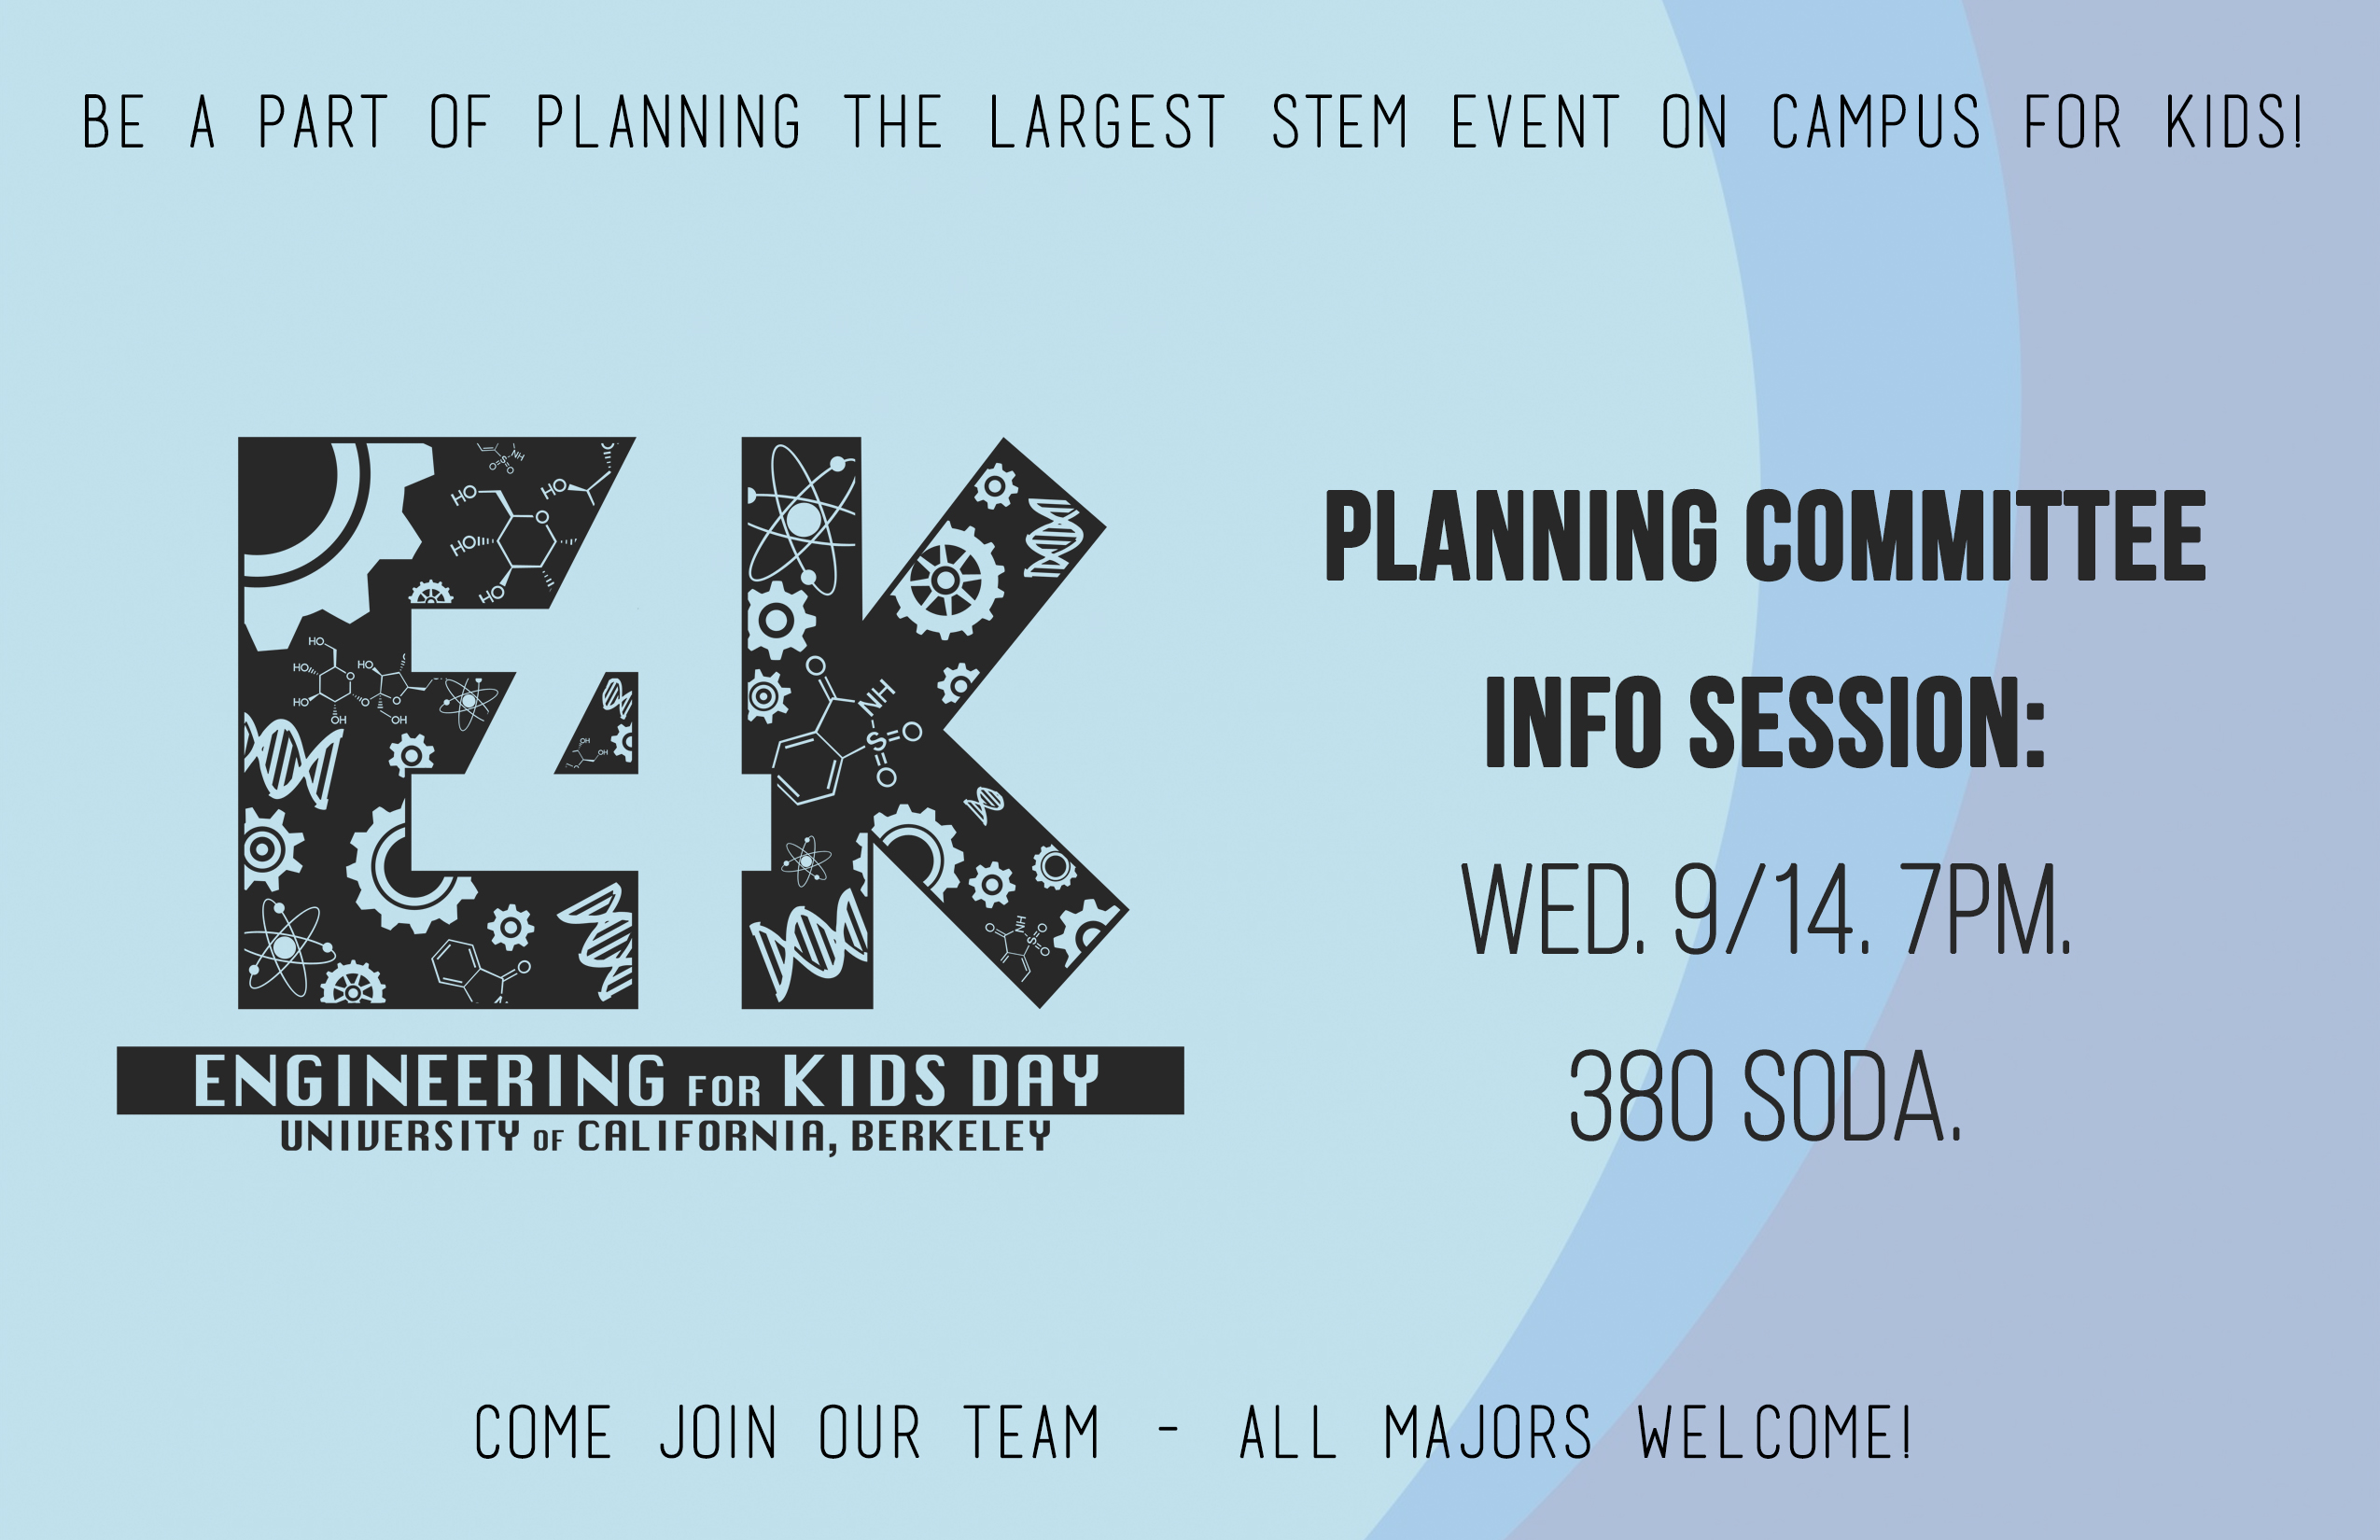 BE A PART OF PLANNING THE LARGEST STEM EVENT ON CAMPUS FOR KIDS!
E4K
ENGINEERING FOR KIDS DAY
UNIVERSITY OF CALIFORNIA, BERKELEY
PLANNING COMMITTEE
INFO SESSION:
WED. 9/14. 7PM.
380 SODA.
COME JOIN OUR TEAM - ALL MAJORS WELCOME!